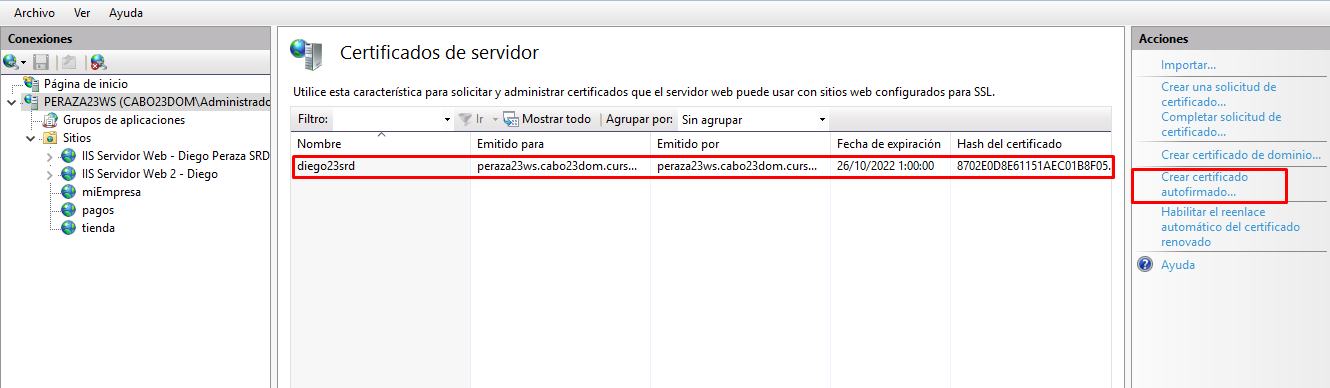 Archivo Ver Ayuda
Conexiones
Página de inicio
PERAZA23WS (CABO23DOM\Administrado
Grupos de aplicaciones
Sitios
IIS Servidor Web - Diego Peraza SRD
IIS Servidor Web 2 - Diego
miEmpresa
pagos
tienda
Certificados de servidor
Utilice esta característica para solicitar y administrar certificados que el servidor web puede usar con sitios web configurados para SSL.
Filtro: Ir Mostrar todo Agrupar por: Sin agrupar
Nombre Emitido para Emitido por Fecha de expiración Hash del certificado
diego23srd peraza23ws.cabo23dom.curs... peraza23ws.cabo23dom.curs... 26/10/2022 1:00:00 8702E0D8E61151AEC01B8F05.
Acciones
Importar...
Crear una solicitud de
certificado...
Completar solicitud de
certificado...
Crear certificado de dominio...
Crear certificado
autofirmado...
Habilitar el reenlace
automático del certificado
renovado
Ayuda